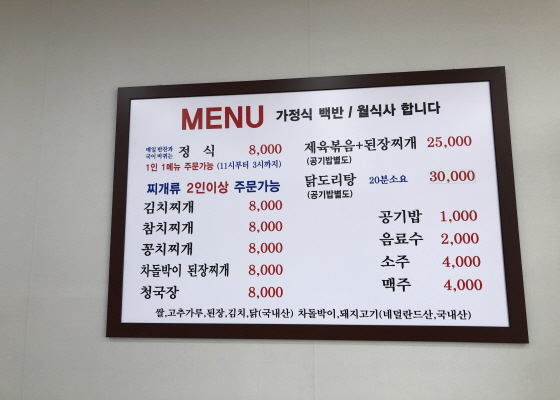 MENU 가정식 백반 / 월식사 합니다
매일 반찬과
국이 바뀌는 정 식 8,000
1인 1메뉴 주문가능 (11시부터 3시까지)
찌개류 2인이상 주문가능
김치찌개 8,000
참치찌개 8,000
꽁치찌개 8,000
차돌박이 된장찌개 8,000
청국장 8,000
제육볶음+된장찌개 25,000
(공기밥별도)
닭도리탕 20분소요 30,000
(공기밥별도)
공기밥 1,000
음료수 2,000
소주 4,000
맥주 4,000
쌀,고추가루,된장,김치,닭(국내산) 차돌박이,돼지고기(네덜란드산,국내산)